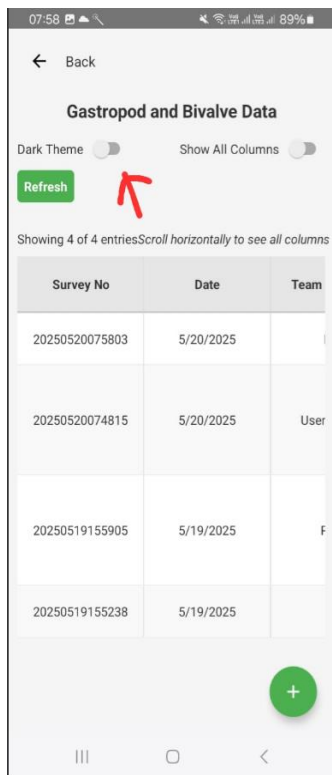 07:58 89%
← Back
Gastropod and Bivalve Data
Dark Theme Show All Columns
Refresh
Showing 4 of 4 entriesScroll horizontally to see all columns
Survey No Date Team
20250520075803 5/20/2025
20250520074815 5/20/2025 User
20250519155905 5/19/2025
20250519155238 5/19/2025
+